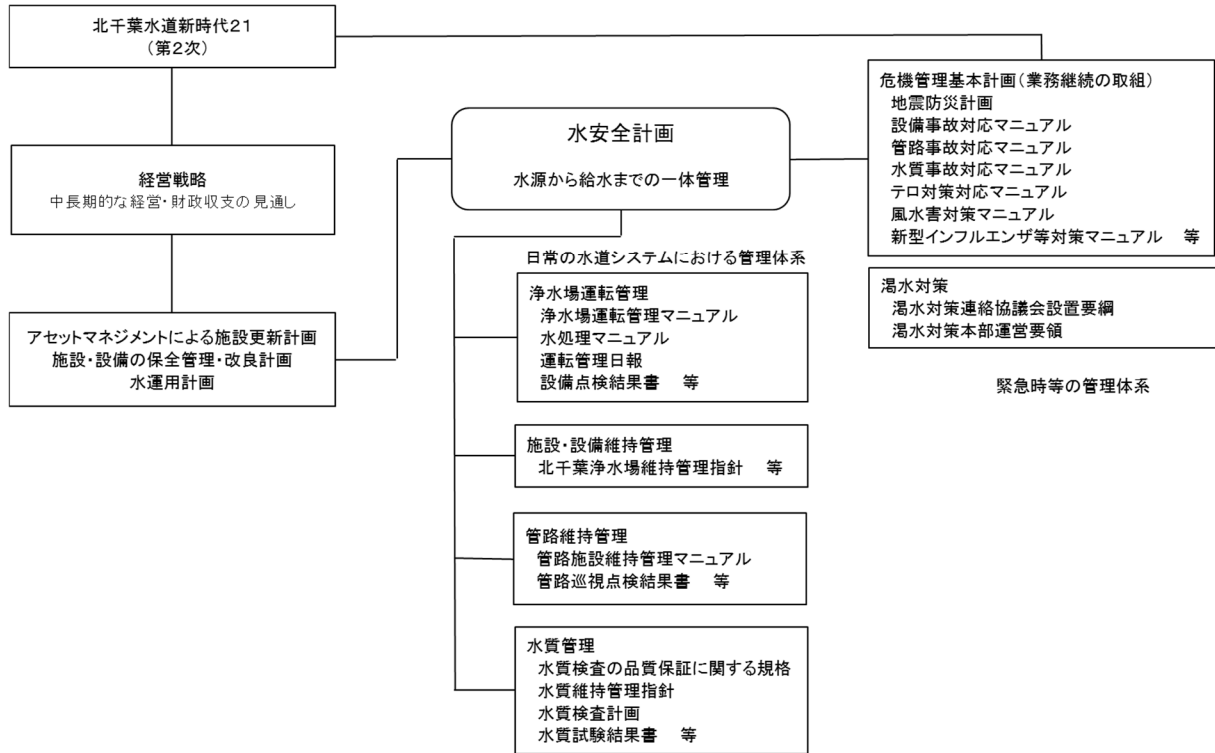 北千葉水道新時代２１
（第２次）
経営戦略
中長期的な経営・財政収支の見通し
アセットマネジメントによる施設更新計画
施設・設備の保全管理・改良計画
水運用計画
水安全計画
水源から給水までの一体管理
日常の水道システムにおける管理体系
浄水場運転管理
浄水場運転管理マニュアル
水処理マニュアル
運転管理日報
設備点検結果書　等
施設・設備維持管理
北千葉浄水場維持管理指針　等
管路維持管理
管路施設維持管理マニュアル
管路巡視点検結果書　等
水質管理
水質検査の品質保証に関する規格
水質維持管理指針
水質検査計画
水質試験結果書　等
危機管理基本計画（業務継続の取組）
地震防災計画
設備事故対応マニュアル
管路事故対応マニュアル
水質事故対応マニュアル
テロ対策対応マニュアル
風水害対策マニュアル
新型インフルエンザ等対策マニュアル　等
渇水対策
渇水対策連絡協議会設置要綱
渇水対策本部運営要領
緊急時等の管理体系